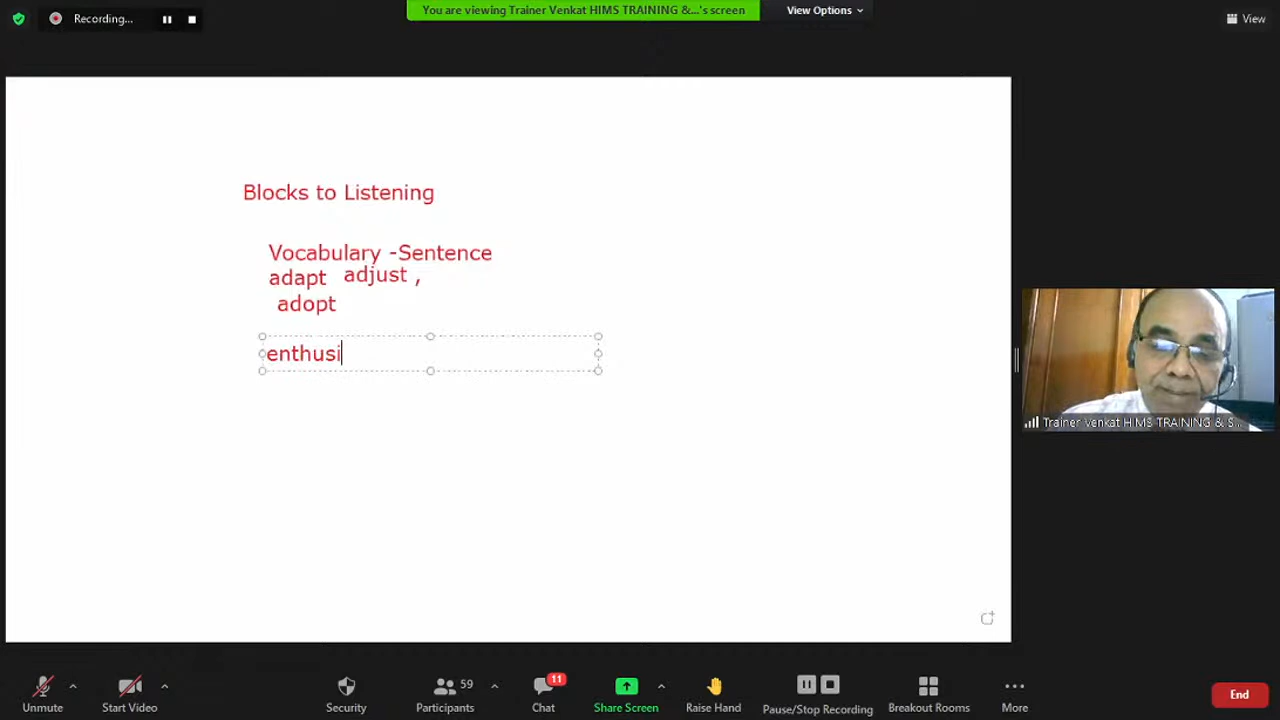 Recording...
You are viewing Trainer Venkat HIMS TRAINING &...'s screen
View Options
View
Blocks to Listening
Vocabulary -Sentence
adapt adjust ,
adopt
enthusi
Trainer Venkat HIMS TRAINING & S...
Unmute
Start Video
Security
59
Participants
11
Chat
Share Screen
Raise Hand
Pause/Stop Recording
Breakout Rooms
More
End